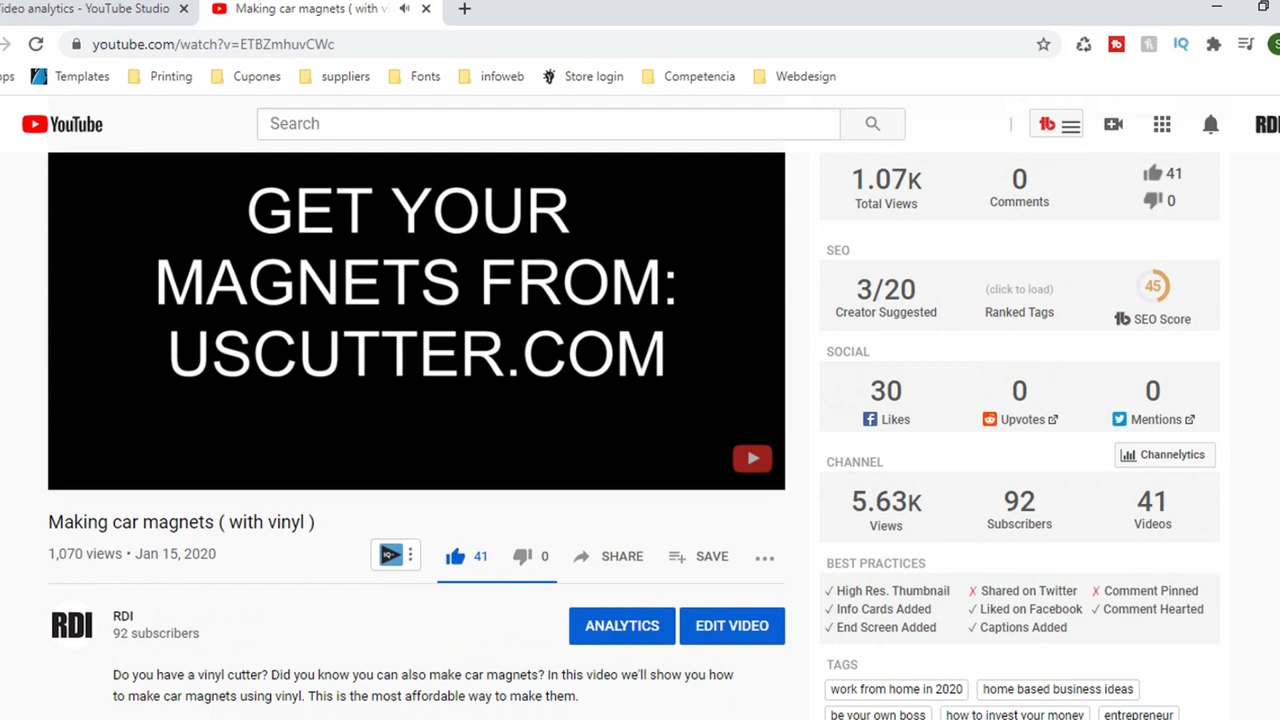 ideo analytics - YouTube Studio
Making car magnets ( with v
youtube.com/watch?v=ETBZmhuvCWc
ps Templates Printing Cupones suppliers Fonts infoweb Store login Competencia Webdesign
YouTube
Search
RDI
GET YOUR
MAGNETS FROM:
USCUTTER.COM
Making car magnets ( with vinyl )
1,070 views • Jan 15, 2020
IQ
41
0
SHARE
SAVE
RDI
RDI
92 subscribers
ANALYTICS
EDIT VIDEO
Do you have a vinyl cutter? Did you know you can also make car magnets? In this video we'll show you how
to make car magnets using vinyl. This is the most affordable way to make them.
1.07K 0 41
Total Views Comments 0
SEO
3/20 (click to load) 45
Creator Suggested Ranked Tags SEO Score
SOCIAL
30 0 0
Likes Upvotes Mentions
CHANNEL Channelytics
5.63K 92 41
Views Subscribers Videos
BEST PRACTICES
✓ High Res. Thumbnail ✗ Shared on Twitter ✗ Comment Pinned
✓ Info Cards Added ✓ Liked on Facebook ✓ Comment Hearted
✓ End Screen Added ✓ Captions Added
TAGS
work from home in 2020 home based business ideas
be your own boss how to invest your money entrepreneur